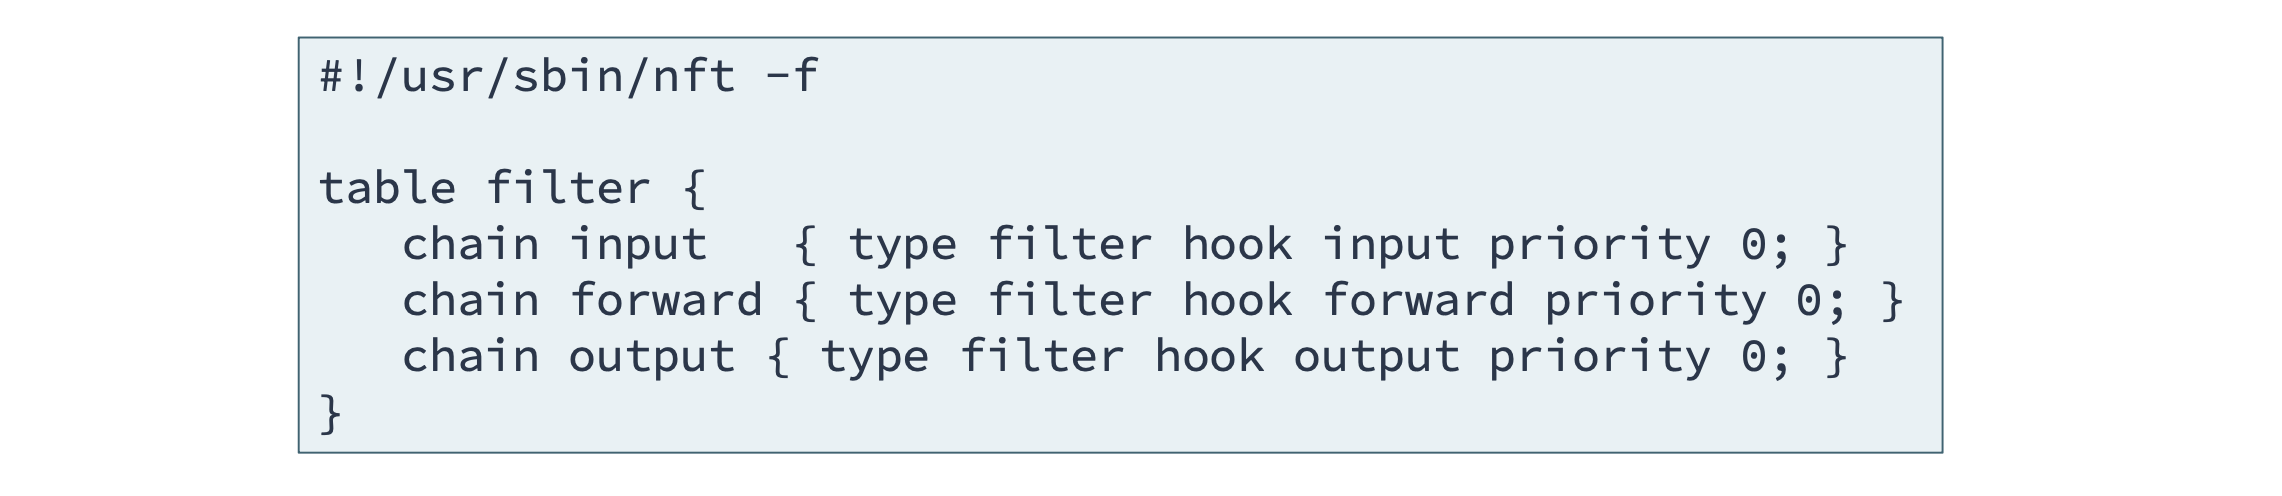 #!/usr/sbin/nft -f

table filter {
   chain input   { type filter hook input priority 0; }
   chain forward { type filter hook forward priority 0; }
   chain output { type filter hook output priority 0; }
}